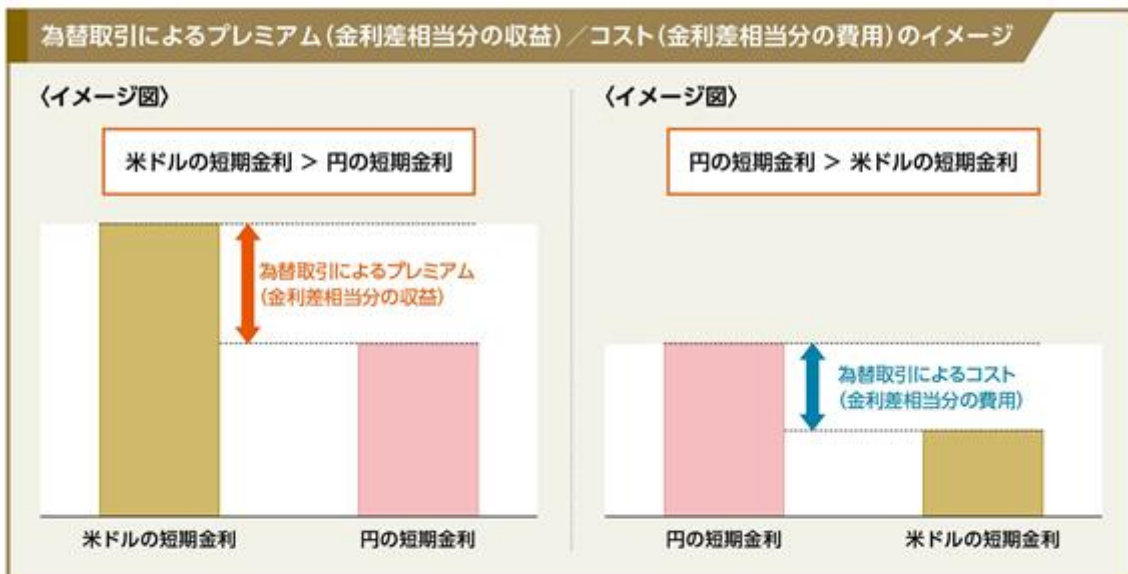 為替取引によるプレミアム（金利差相当分の収益）／コスト（金利差相当分の費用）のイメージ
〈イメージ図〉
米ドルの短期金利 > 円の短期金利
為替取引によるプレミアム
（金利差相当分の収益）
米ドルの短期金利
円の短期金利
〈イメージ図〉
円の短期金利 > 米ドルの短期金利
為替取引によるコスト
（金利差相当分の費用）
円の短期金利
米ドルの短期金利